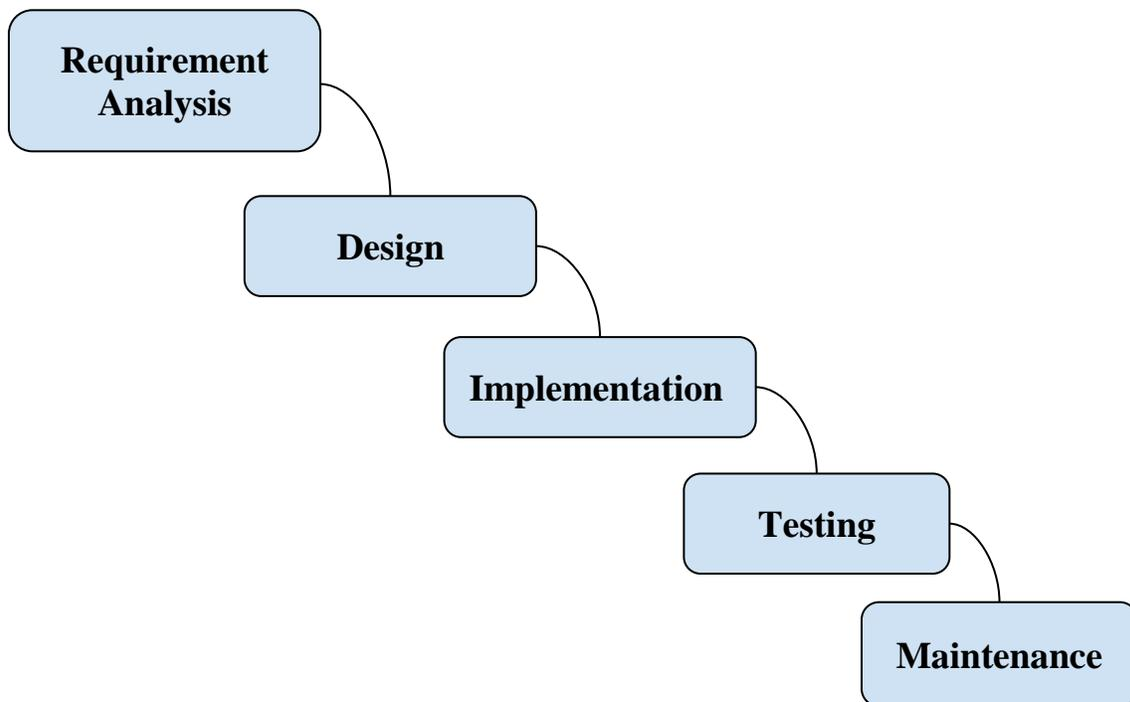 Requirement
Analysis
Design
Implementation
Testing
Maintenance